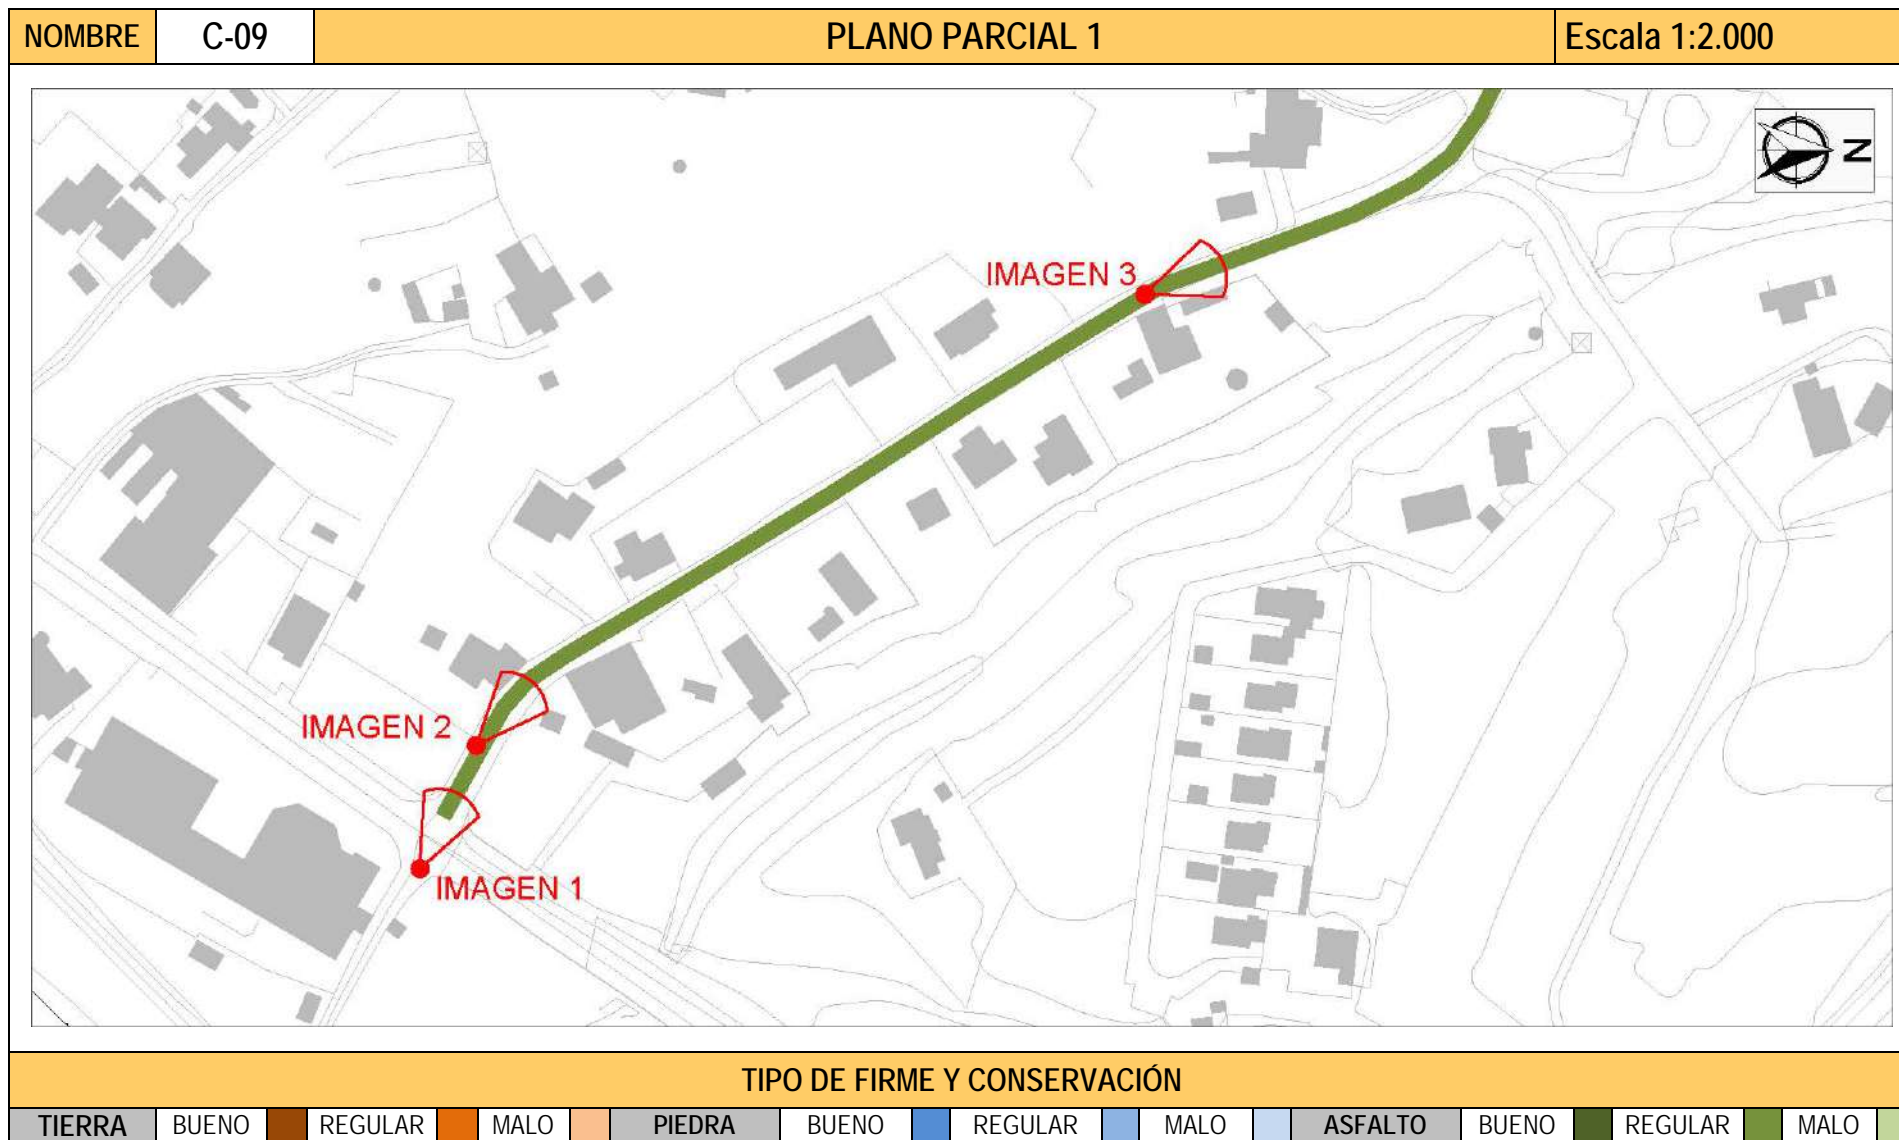 NOMBRE C-09 PLANO PARCIAL 1 Escala 1:2.000
N
IMAGEN 3
IMAGEN 2
IMAGEN 1
TIPO DE FIRME Y CONSERVACIÓN
TIERRA BUENO REGULAR MALO PIEDRA BUENO REGULAR MALO ASFALTO BUENO REGULAR MALO